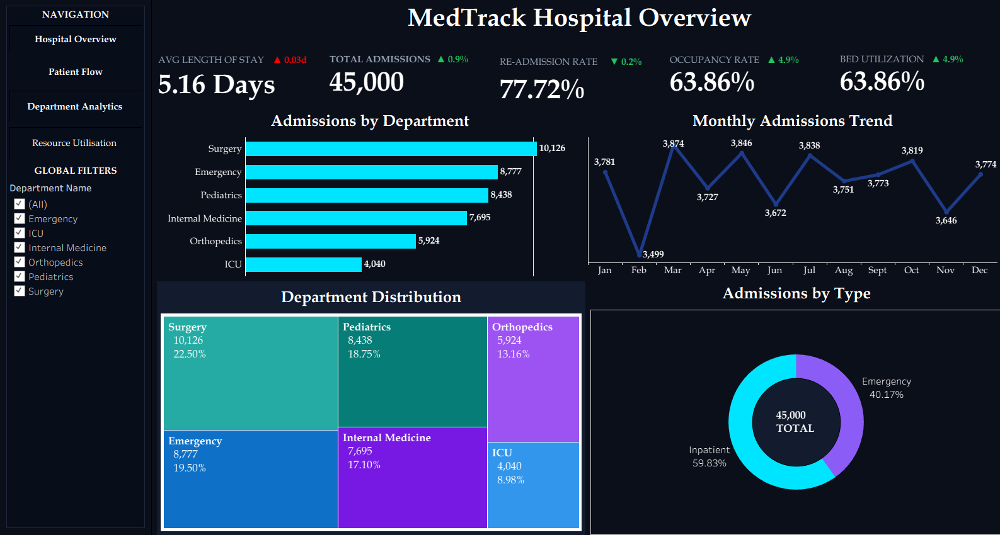 NAVIGATION
Hospital Overview
Patient Flow
Department Analytics
Resource Utilisation
GLOBAL FILTERS
Department Name
(All)
Emergency
ICU
Internal Medicine
Orthopedics
Pediatrics
Surgery
MedTrack Hospital Overview
AVG LENGTH OF STAY ▲ 0.03d
5.16 Days
TOTAL ADMISSIONS ▲ 0.9%
45,000
RE-ADMISSION RATE ▼ 0.2%
77.72%
OCCUPANCY RATE ▲ 4.9%
63.86%
BED UTILIZATION ▲ 4.9%
63.86%
Admissions by Department
Surgery 10,126
Emergency 8,777
Pediatrics 8,438
Internal Medicine 7,695
Orthopedics 5,924
ICU 4,040
Monthly Admissions Trend
3,781
3,499
3,874
3,727
3,846
3,672
3,838
3,751
3,773
3,819
3,646
3,774
Jan Feb Mar Apr May Jun Jul Aug Sept Oct Nov Dec
Department Distribution
Surgery
10,126
22.50%
Emergency
8,777
19.50%
Pediatrics
8,438
18.75%
Internal Medicine
7,695
17.10%
Orthopedics
5,924
13.16%
ICU
4,040
8.98%
Admissions by Type
Emergency
40.17%
45,000
TOTAL
Inpatient
59.83%